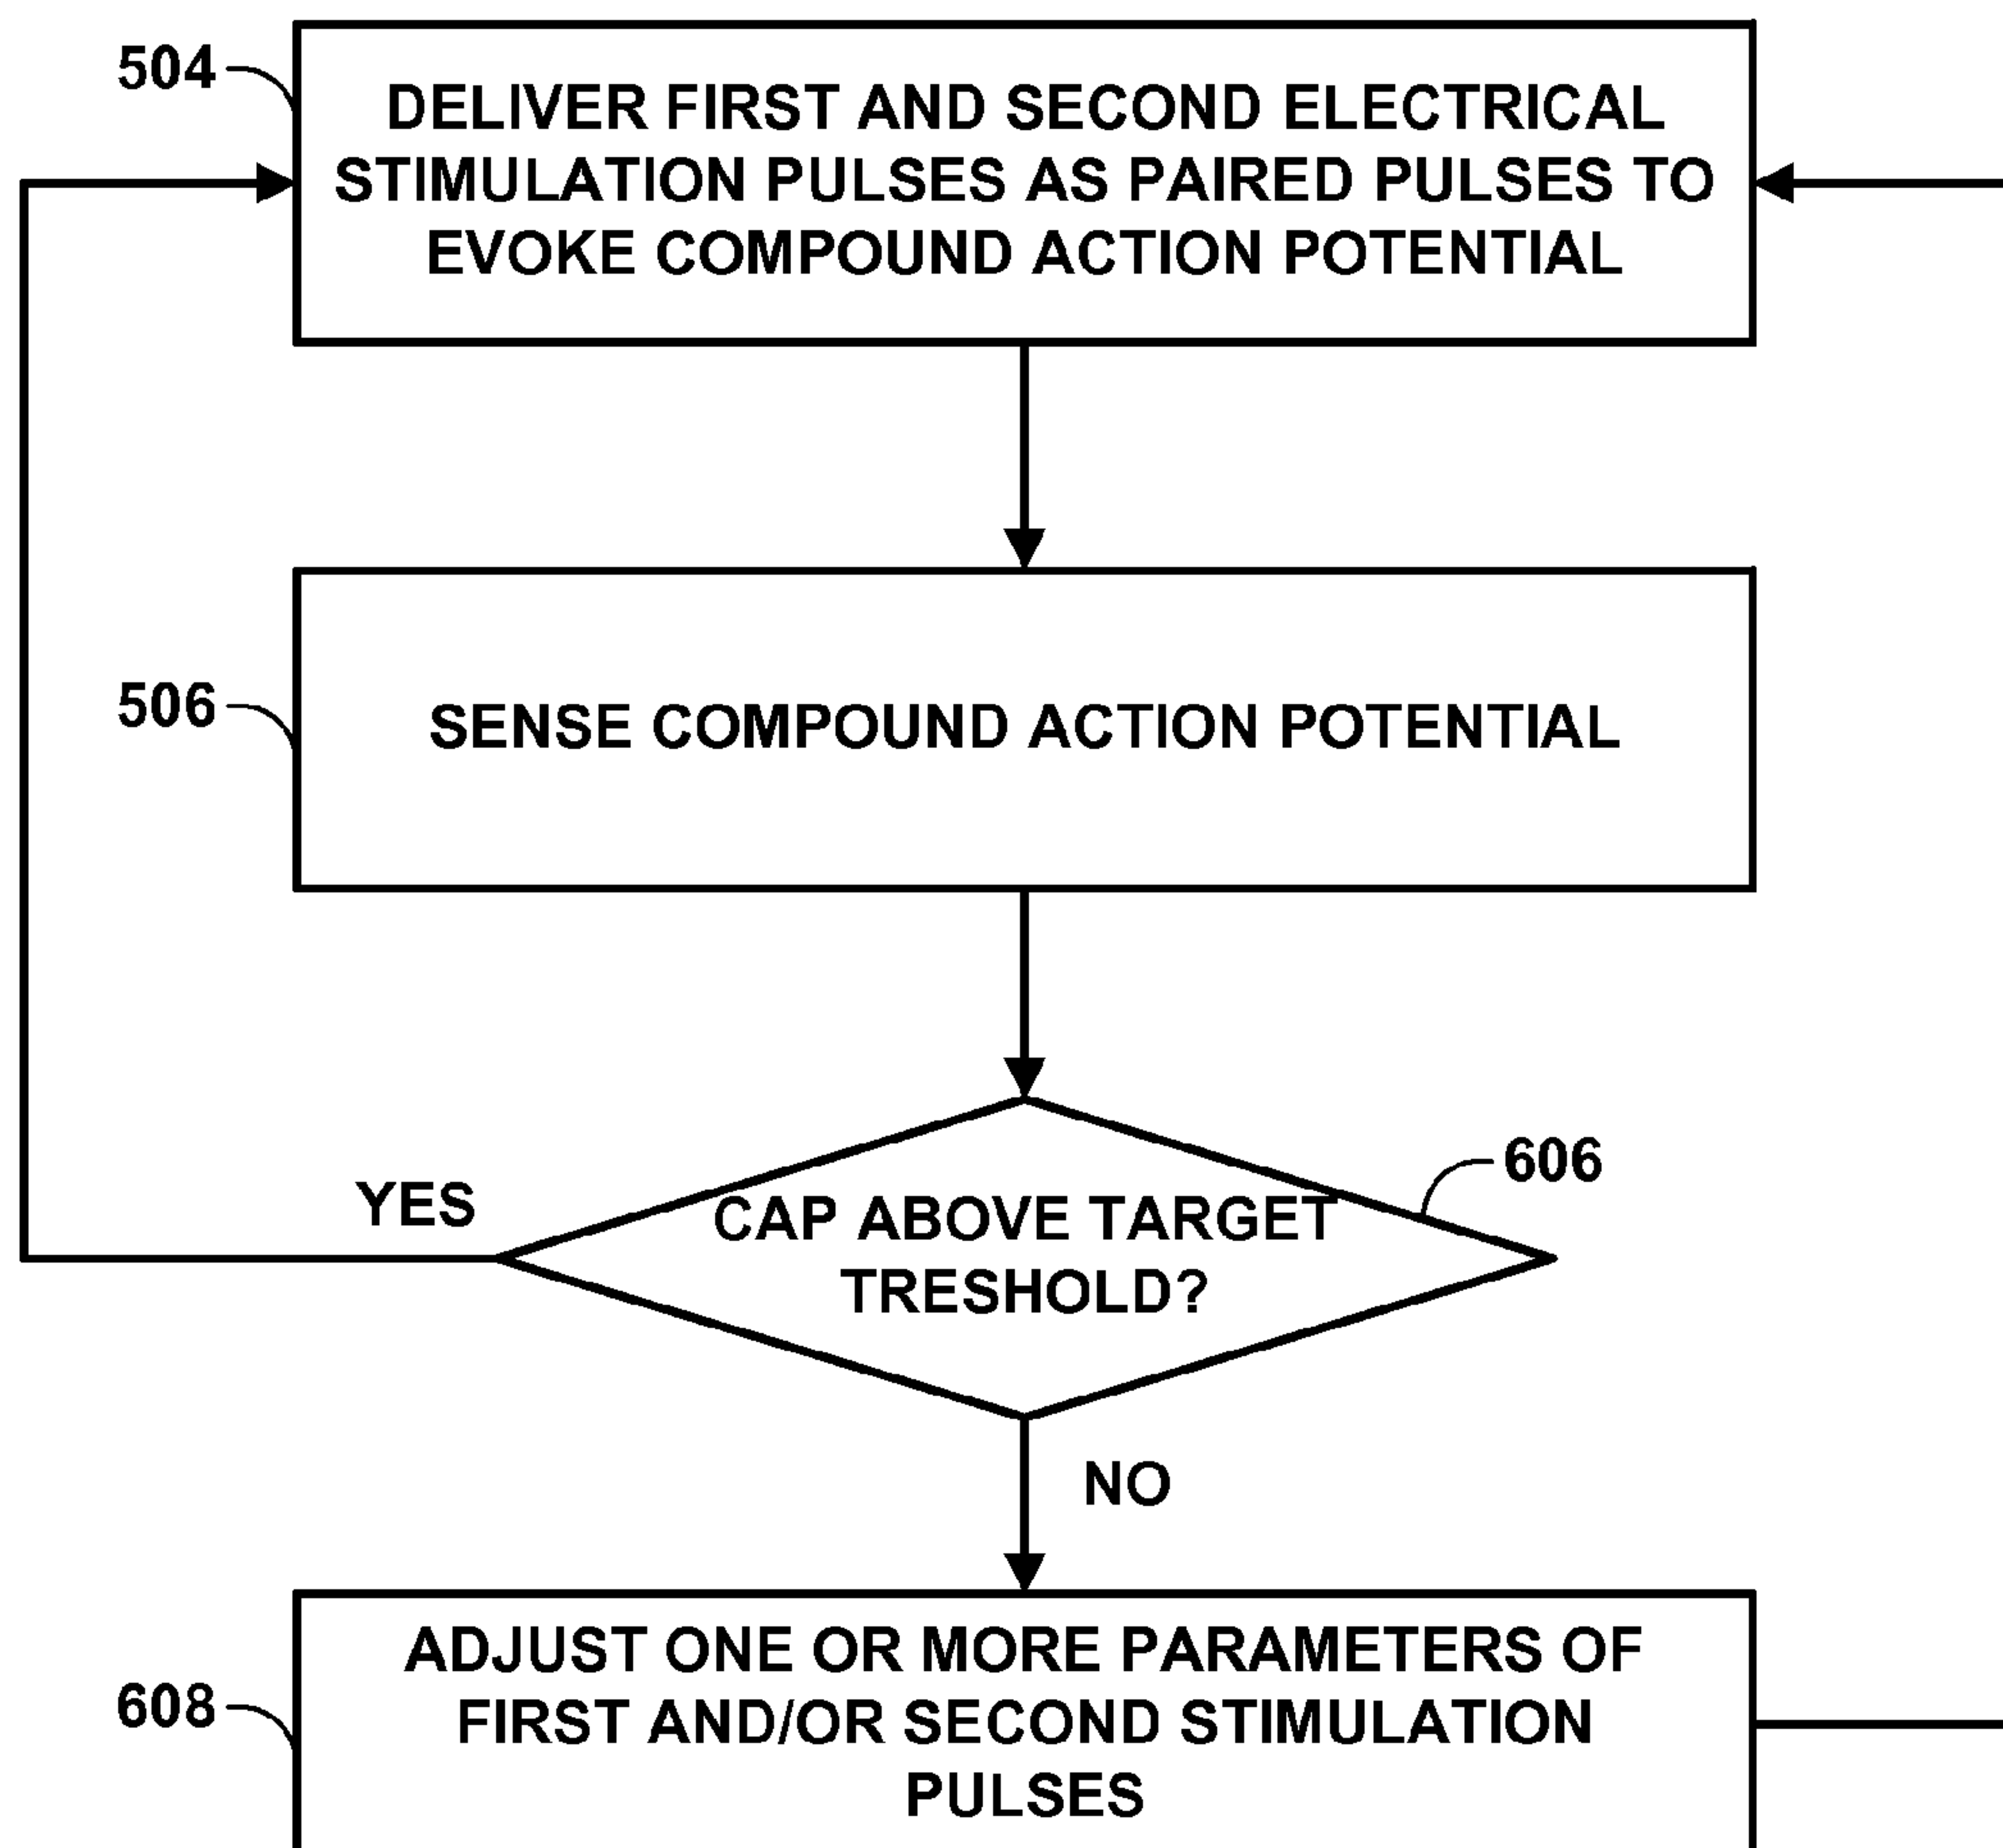 504
DELIVER FIRST AND SECOND ELECTRICAL
STIMULATION PULSES AS PAIRED PULSES TO
EVOKE COMPOUND ACTION POTENTIAL
506
SENSE COMPOUND ACTION POTENTIAL
606
YES
CAP ABOVE TARGET
TRESHOLD?
NO
608
ADJUST ONE OR MORE PARAMETERS OF
FIRST AND/OR SECOND STIMULATION
PULSES